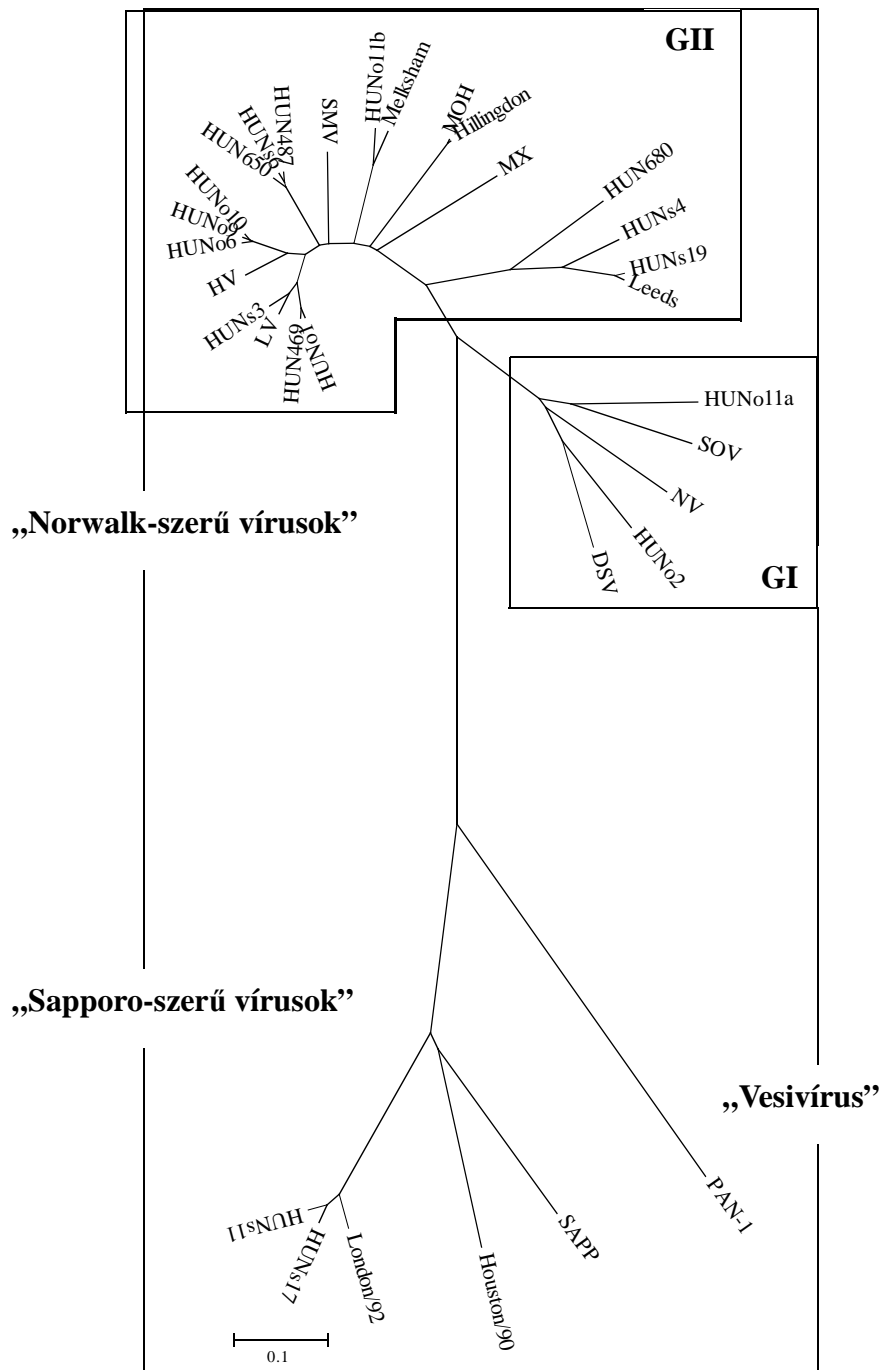 GII
HUNo11b
Melksham
MOH
Hillingdon
SMV
HUN487
HUNs6
HUN650
MX
HUN680
HUNo10
HUNo9
HUNo6
HUNs4
HUNs19
Leeds
HV
HUNs3
LV
HUN469
HUNo1
HUNo11a
SOV
NV
HUNo2
DSV
GI
„Norwalk-szerű vírusok”
„Sapporo-szerű vírusok”
„Vesivírus”
PAN-1
SAPP
Houston/90
London/92
HUNs17
HUNs11
0.1